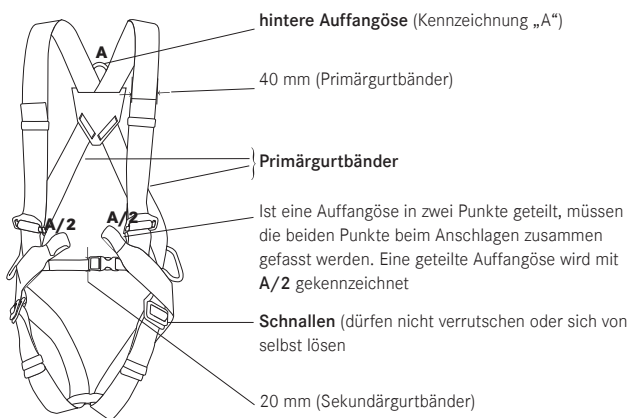 hintere Auffangöse (Kennzeichnung „A“)
A
40 mm (Primärgurtbänder)
Primärgurtbänder
A/2
A/2
Ist eine Auffangöse in zwei Punkte geteilt, müssen
die beiden Punkte beim Anschlagen zusammen
gefasst werden. Eine geteilte Auffangöse wird mit
A/2 gekennzeichnet
Schnallen (dürfen nicht verrutschen oder sich von
selbst lösen
20 mm (Sekundärgurtbänder)